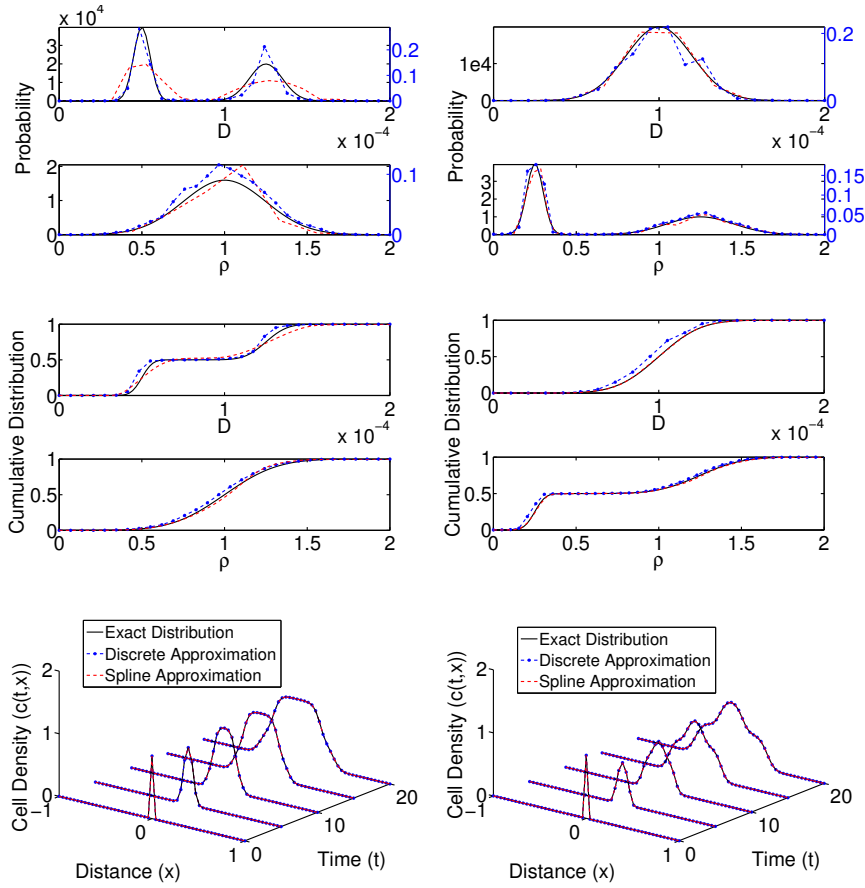 x 10^4
Probability
3
2
1
0
0.2
0.1
0
0
1
2
D
x 10^-4
2
1
0
0.1
0
0
0.5
1
1.5
2
ρ
Probability
1e4
0
0.2
0
0
1
2
D
x 10^-4
3
2
1
0
0.15
0.1
0.05
0
0
0.5
1
1.5
2
ρ
Cumulative Distribution
1
0.5
0
0
1
2
D
x 10^-4
1
0.5
0
0
0.5
1
1.5
2
ρ
Cumulative Distribution
1
0.5
0
0
1
2
D
x 10^-4
1
0.5
0
0
0.5
1
1.5
2
ρ
Exact Distribution
Discrete Approximation
Spline Approximation
Cell Density (c(t,x))
2
1
0
−1
0
1
Distance (x)
0
10
20
Time (t)
Exact Distribution
Discrete Approximation
Spline Approximation
Cell Density (c(t,x))
2
1
0
−1
0
1
Distance (x)
0
10
20
Time (t)